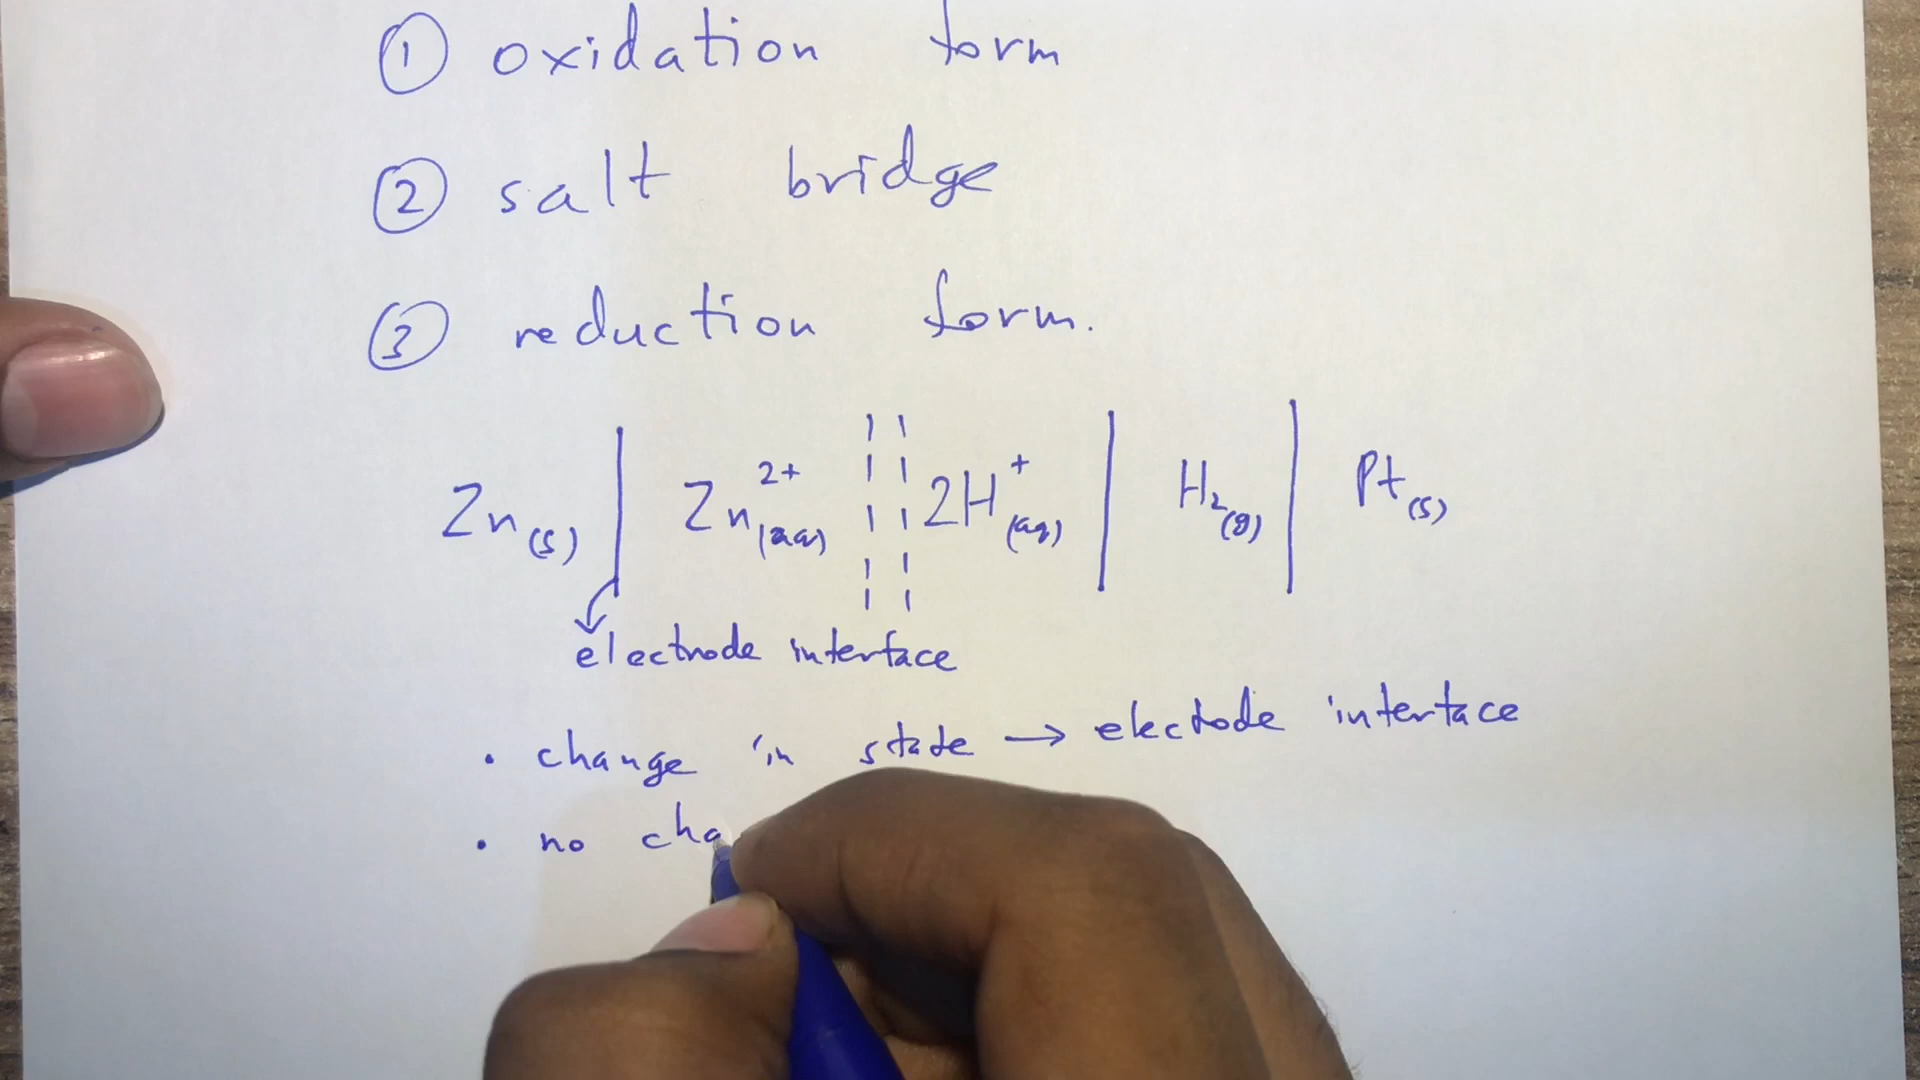 ① oxidation form
② salt bridge
③ reduction form.
Zn(s) | Zn²⁺(aq) ¦¦ 2H⁺(aq) | H₂(g) | Pt(s)
electrode interface
• change in state → electode interface
• no cha